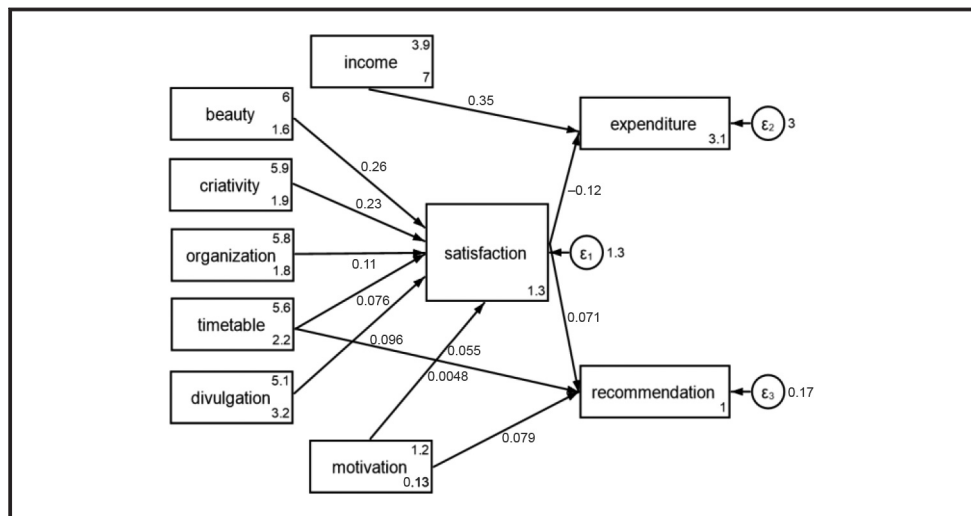 3.9
income
7
6
beauty
1.6
0.35
expenditure
3.1
ε₂
3
5.9
criativity
1.9
0.26
0.23
–0.12
5.8
organization
1.8
0.11
satisfaction
1.3
ε₁
1.3
5.6
timetable
2.2
0.076
0.096
0.055
0.0048
0.071
5.1
divulgation
3.2
recommendation
1
ε₃
0.17
1.2
motivation
0.13
0.079